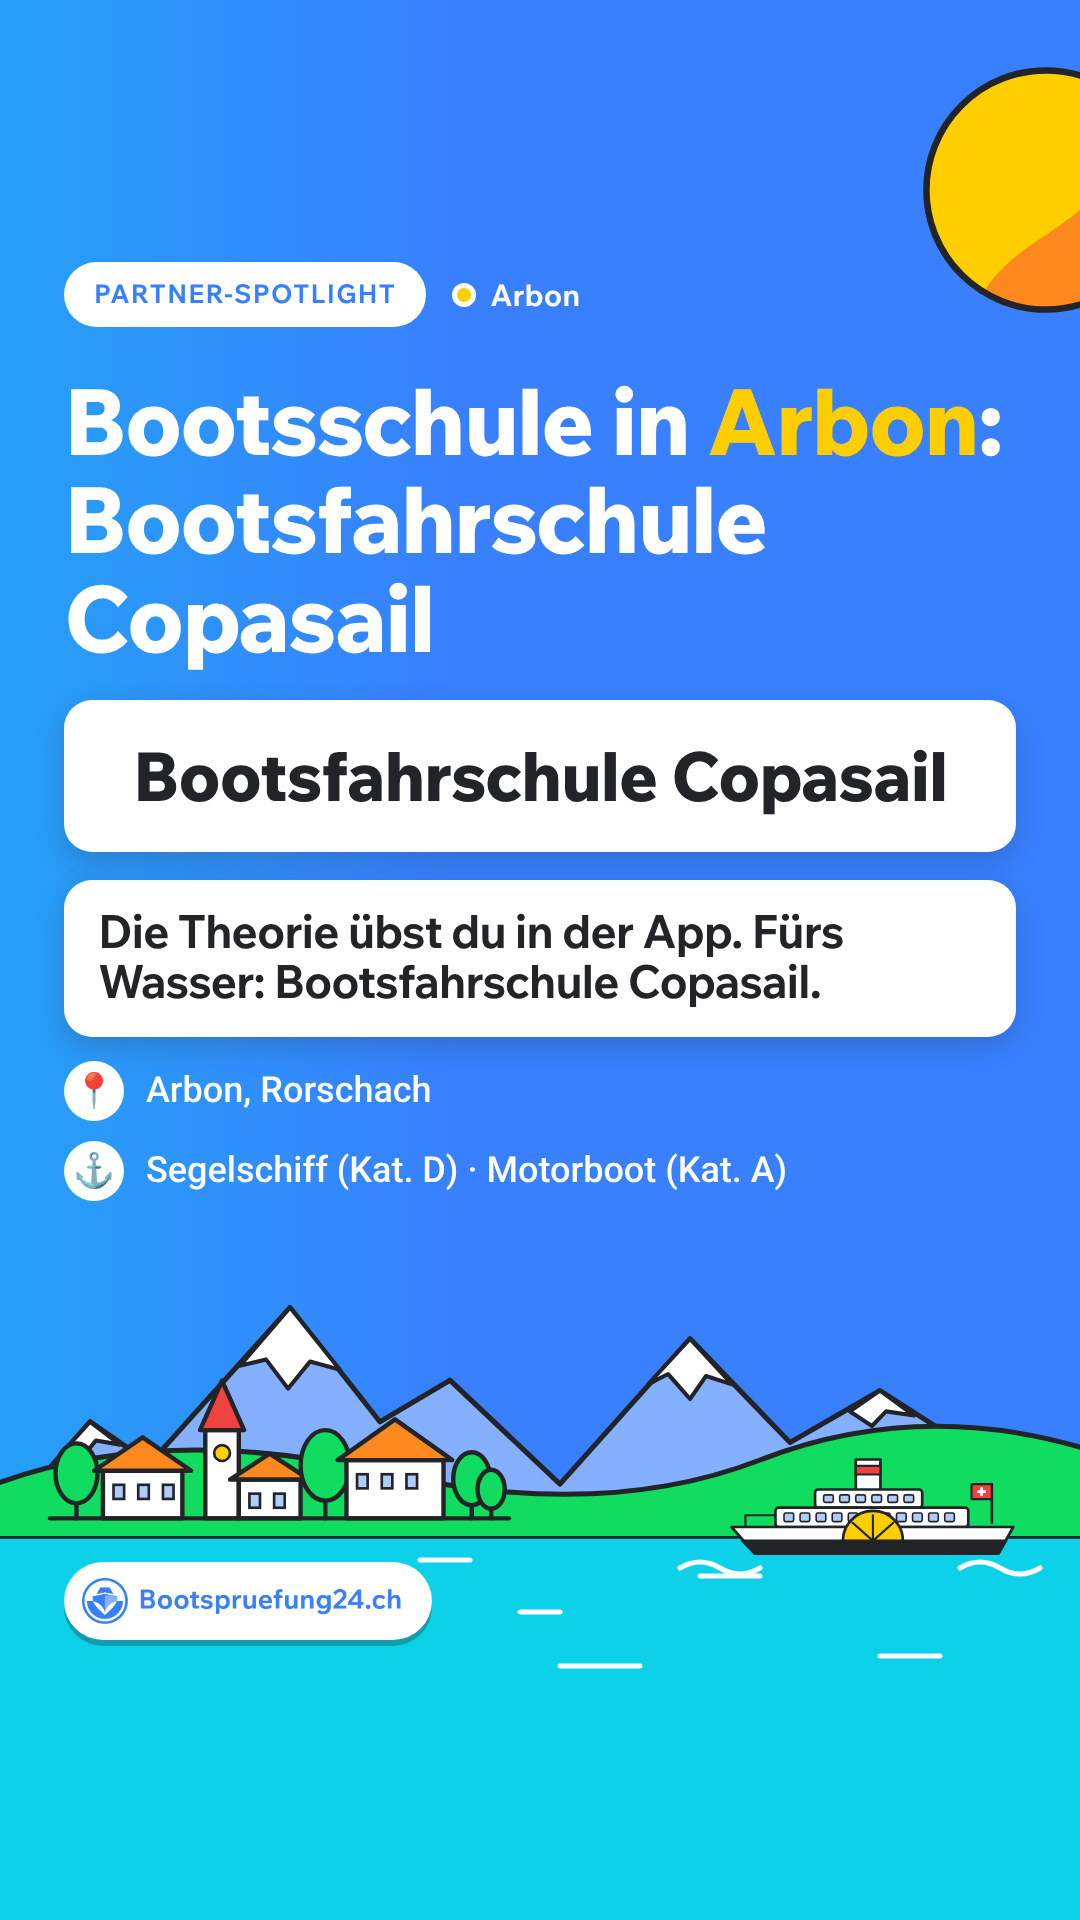 PARTNER-SPOTLIGHT
Arbon
Bootsschule in Arbon:
Bootsfahrschule
Copasail
Bootsfahrschule Copasail
Die Theorie übst du in der App. Fürs
Wasser: Bootsfahrschule Copasail.
Arbon, Rorschach
Segelschiff (Kat. D) · Motorboot (Kat. A)
Bootspruefung24.ch